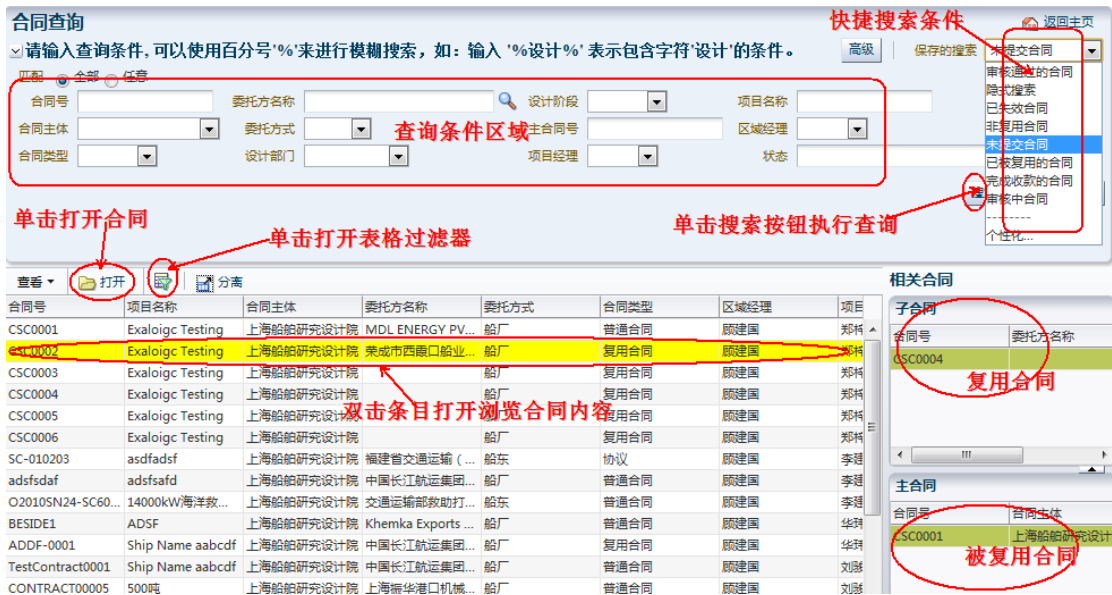 合同查询
快捷搜索条件
返回主页
请输入查询条件, 可以使用百分号'%'来进行模糊搜索，如：输入 '%设计%' 表示包含字符'设计'的条件。
高级
保存的搜索 未提交合同
匹配 全部 任意
审核通过的合同
隐式搜索
已失效合同
非复用合同
未提交合同
已被复用的合同
完成收款的合同
审核中合同
--------
个性化...
合同号 委托方名称 设计阶段 项目名称
合同主体 委托方式 主合同号 区域经理
查询条件区域
合同类型 设计部门 项目经理 状态
搜
单击打开合同
单击打开表格过滤器
单击搜索按钮执行查询
查看 打开 分离
合同号 项目名称 合同主体 委托方名称 委托方式 合同类型 区域经理 项目
CSC0001 Exaloigc Testing 上海船舶研究设计院 MDL ENERGY PV... 船厂 普通合同 顾建国
CSC0002 Exaloigc Testing 上海船舶研究设计院 荣成市西霞口船业... 船厂 复用合同 顾建国
CSC0003 Exaloigc Testing 上海船舶研究设计院 船厂 复用合同 顾建国
CSC0004 Exaloigc Testing 上海船舶研究设计院 船厂 复用合同 顾建国
双击条目打开浏览合同内容
CSC0005 Exaloigc Testing 上海船舶研究设计院 船厂 复用合同 顾建国
CSC0006 Exaloigc Testing 上海船舶研究设计院 船厂 复用合同 顾建国
SC-010203 asdfadsf 上海船舶研究设计院 福建省交通运输 ( ... 船东 协议 顾建国 李建
adsfsdaf adsfsafd 上海船舶研究设计院 中国长江航运集团... 船厂 普通合同 顾建国 李建
O2010SN24-SC60... 14000kW海洋救... 上海船舶研究设计院 交通运输部救助打... 船东 普通合同 顾建国 李建
BESIDE1 ADSF 上海船舶研究设计院 Khemka Exports ... 船厂 普通合同 顾建国 华玮
ADDF-0001 Ship Name aabcdf 上海船舶研究设计院 中国长江航运集团... 船厂 复用合同 顾建国 华玮
TestContract0001 Ship Name aabcdf 上海船舶研究设计院 中国长江航运集团... 船厂 普通合同 顾建国
CONTRACT00005 500吨 上海船舶研究设计院 上海振华港口机械... 船厂 普通合同 顾建国
相关合同
子合同
合同号 委托方名称
CSC0004
复用合同
主合同
合同号 合同主体
CSC0001 上海船舶研究设计
被复用合同